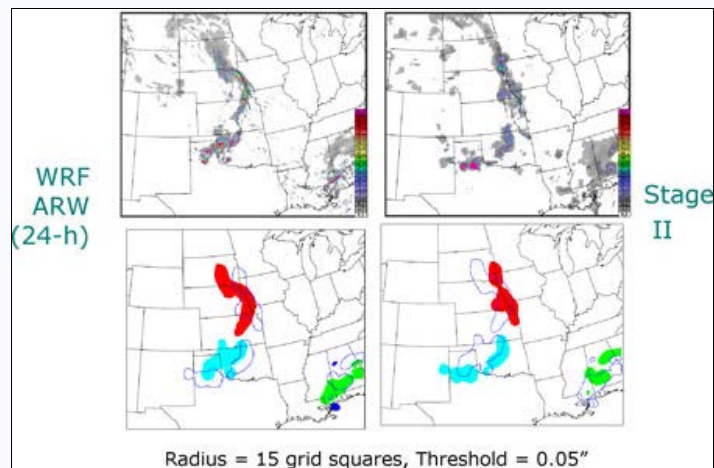 WRF
ARW
(24-h)
Stage
II
Radius = 15 grid squares, Threshold = 0.05”